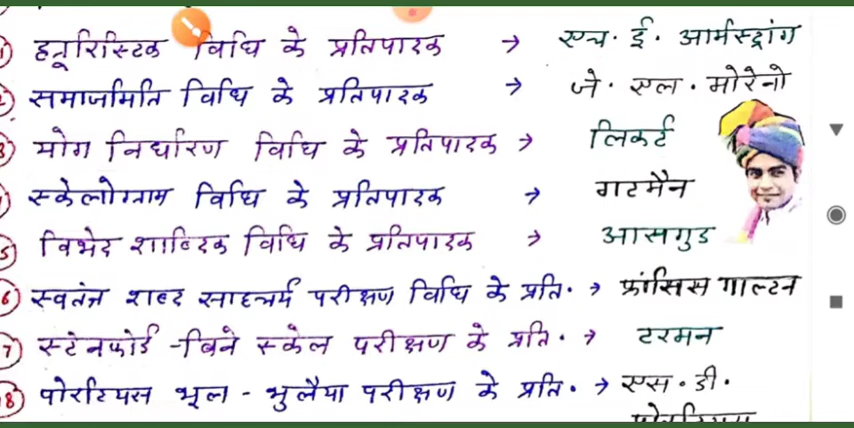 1 हयूरिस्टिक विधि के प्रतिपादक → एच. ई. आर्मस्ट्रांग
2 समाजमिति विधि के प्रतिपादक → जे. एल. मोरेनो
3 योग निर्धारण विधि के प्रतिपादक → लिकर्ट
4 स्केलोग्राम विधि के प्रतिपादक → गटमैन
5 विभेद शाब्दिक विधि के प्रतिपादक → आसगुड
6 स्वतंत्र शब्द साहचर्य परीक्षण विधि के प्रति. → फ्रांसिस गाल्टन
7 स्टेनफोर्ड -बिने स्केल परीक्षण के प्रति. → टरमन
8 पोरटियस भूल - भुलैया परीक्षण के प्रति. → एस. डी.